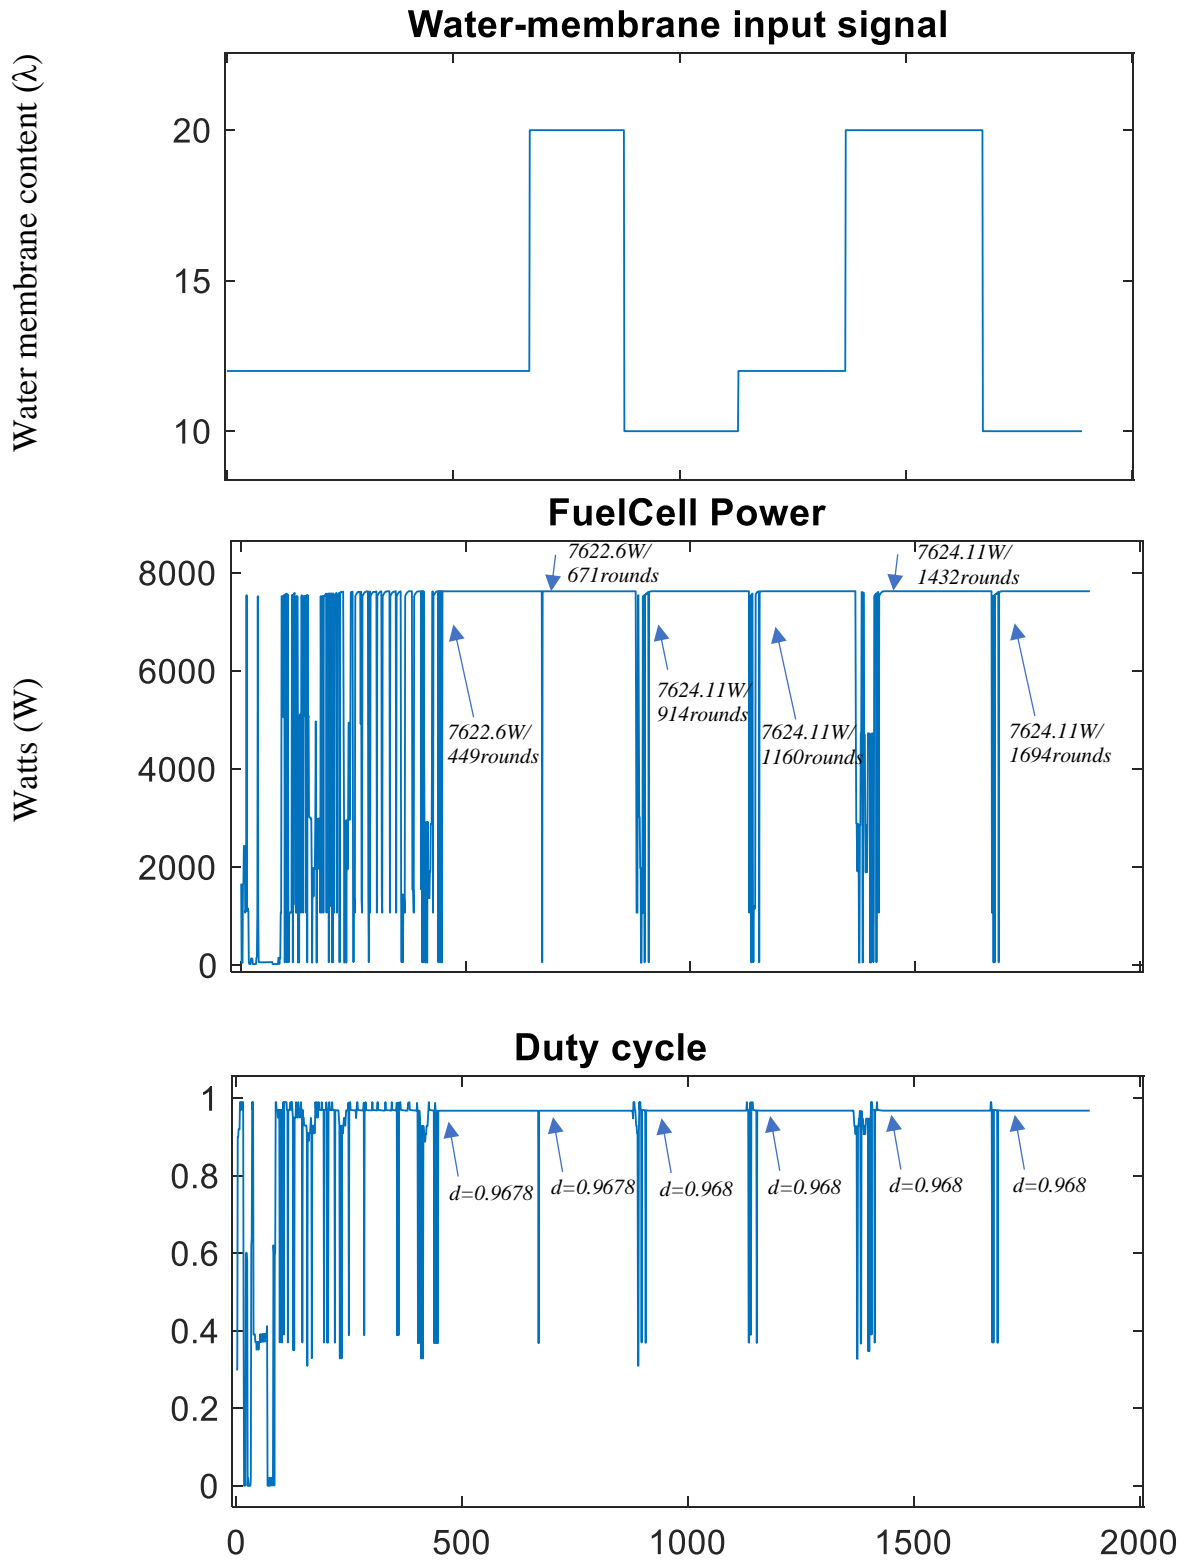 Water-membrane input signal
Water membrane content (λ)
20
15
10
FuelCell Power
Watts (W)
8000
6000
4000
2000
0
7622.6W/
671rounds
7624.11W/
1432rounds
7622.6W/
449rounds
7624.11W/
914rounds
7624.11W/
1160rounds
7624.11W/
1694rounds
Duty cycle
1
0.8
0.6
0.4
0.2
0
d=0.9678
d=0.9678
d=0.968
d=0.968
d=0.968
d=0.968
0 500 1000 1500 2000